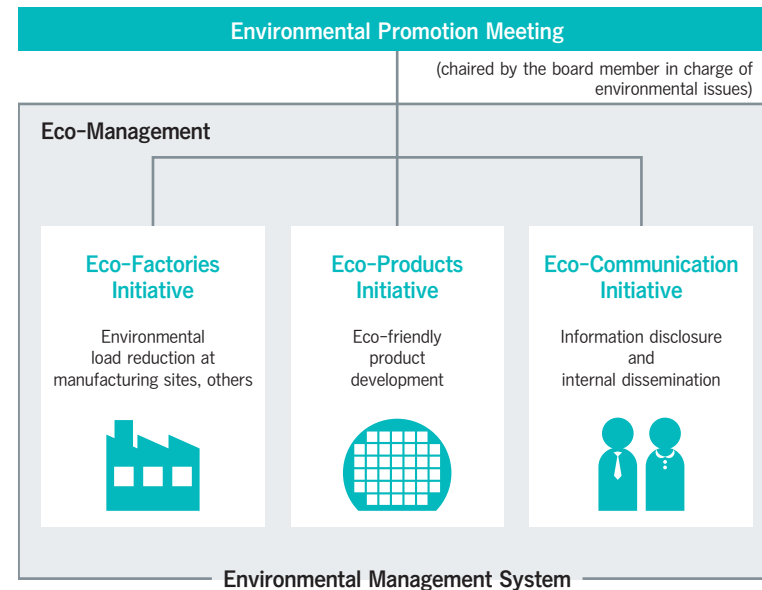 Environmental Promotion Meeting
(chaired by the board member in charge of
environmental issues)
Eco-Management
Eco-Factories
Initiative
Environmental
load reduction at
manufacturing sites, others
Eco-Products
Initiative
Eco-friendly
product
development
Eco-Communication
Initiative
Information disclosure
and
internal dissemination
Environmental Management System